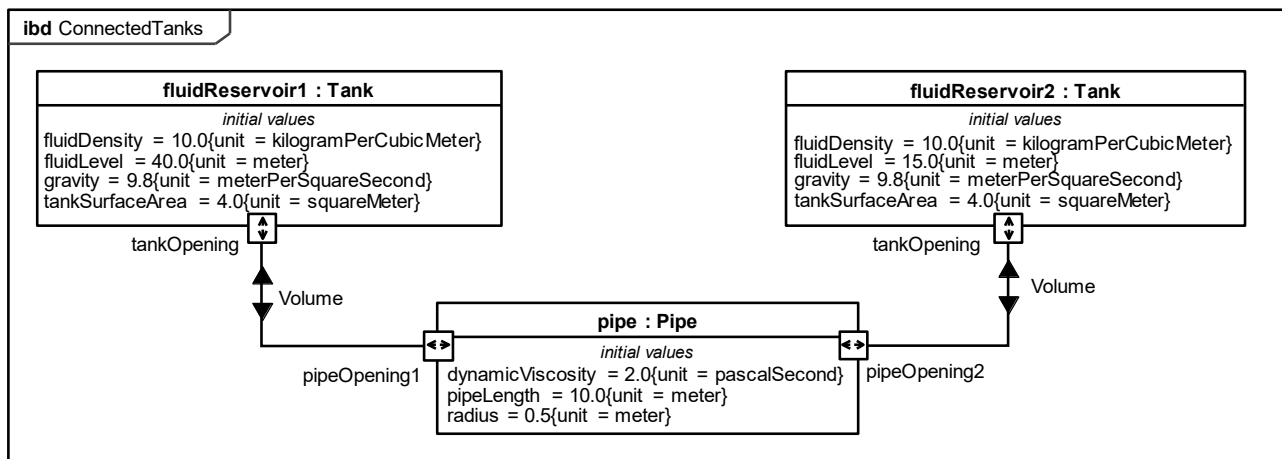 ibd ConnectedTanks
fluidReservoir1 : Tank
initial values
fluidDensity = 10.0{unit = kilogramPerCubicMeter}
fluidLevel = 40.0{unit = meter}
gravity = 9.8{unit = meterPerSquareSecond}
tankSurfaceArea = 4.0{unit = squareMeter}
tankOpening
Volume
fluidReservoir2 : Tank
initial values
fluidDensity = 10.0{unit = kilogramPerCubicMeter}
fluidLevel = 15.0{unit = meter}
gravity = 9.8{unit = meterPerSquareSecond}
tankSurfaceArea = 4.0{unit = squareMeter}
tankOpening
Volume
pipe : Pipe
initial values
dynamicViscosity = 2.0{unit = pascalSecond}
pipeLength = 10.0{unit = meter}
radius = 0.5{unit = meter}
pipeOpening1
pipeOpening2